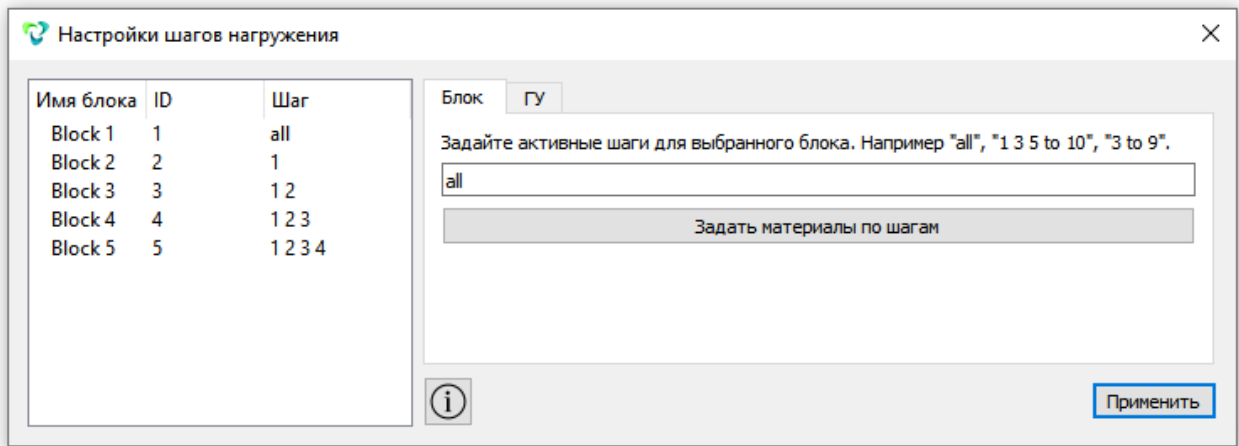 Настройки шагов нагружения
Имя блока ID Шаг
Block 1 1 all
Block 2 2 1
Block 3 3 1 2
Block 4 4 1 2 3
Block 5 5 1 2 3 4
Блок ГУ
Задайте активные шаги для выбранного блока. Например "all", "1 3 5 to 10", "3 to 9".
all
Задать материалы по шагам
i
Применить